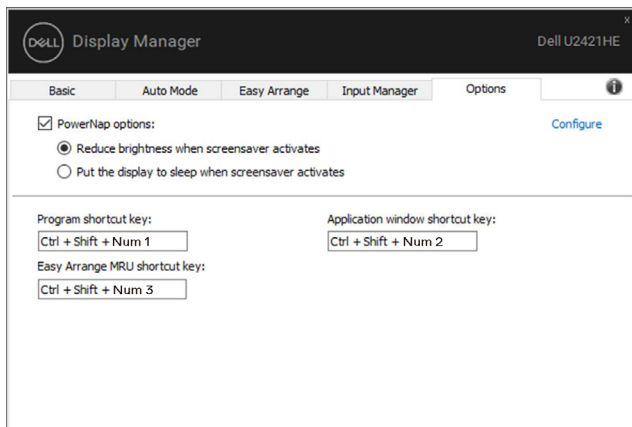 DELL Display Manager
Dell U2421HE
x
Basic Auto Mode Easy Arrange Input Manager Options i
PowerNap options:
Configure
Reduce brightness when screensaver activates
Put the display to sleep when screensaver activates
Program shortcut key:
Application window shortcut key:
Ctrl + Shift + Num 1
Ctrl + Shift + Num 2
Easy Arrange MRU shortcut key:
Ctrl + Shift + Num 3